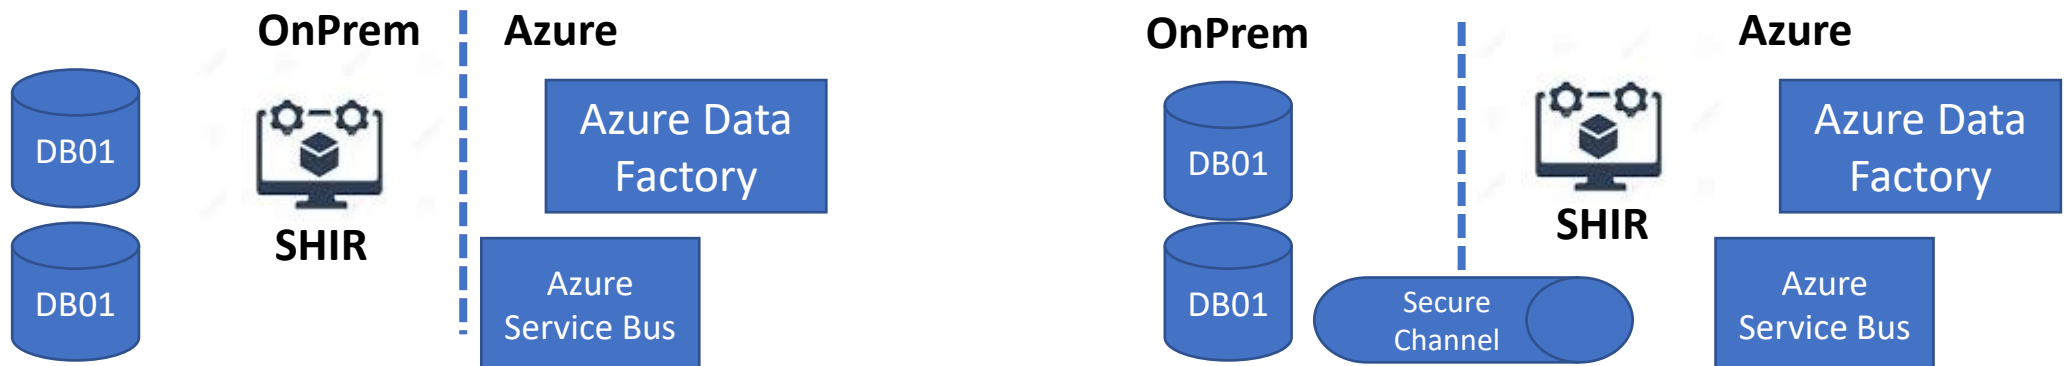 OnPrem
Azure
DB01
SHIR
Azure Data
Factory
DB01
Azure
Service Bus
OnPrem
Azure
DB01
SHIR
Azure Data
Factory
DB01
Secure
Channel
Azure
Service Bus